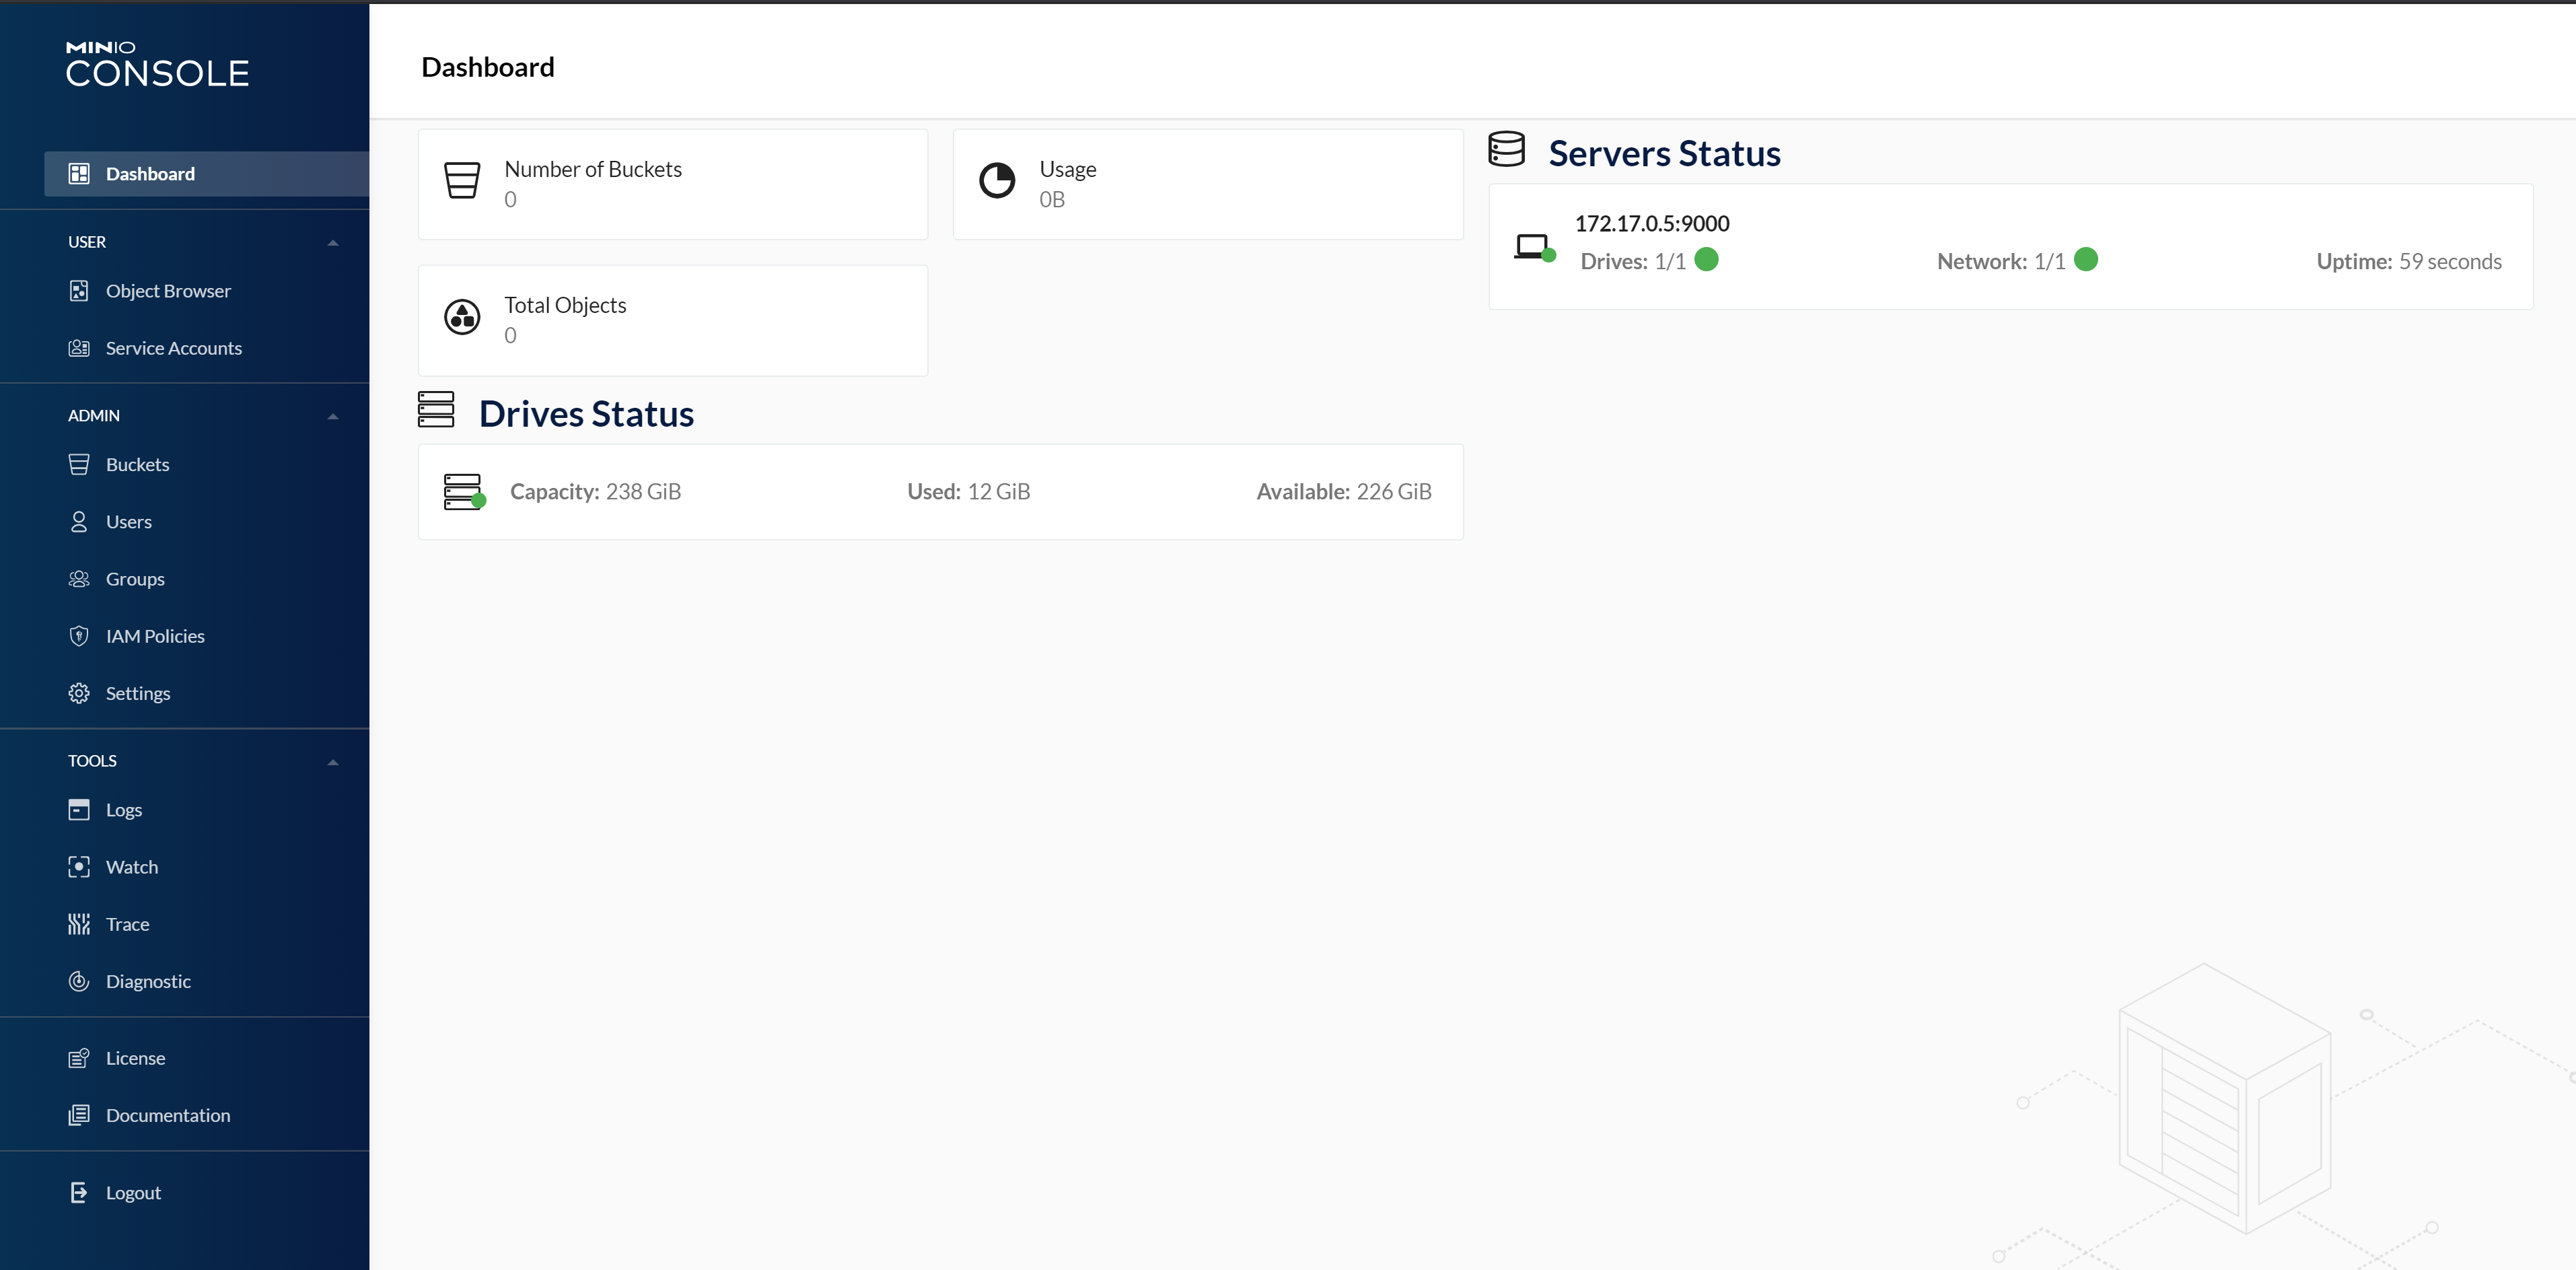 MINIO
CONSOLE
Dashboard
USER
Object Browser
Service Accounts
ADMIN
Buckets
Users
Groups
IAM Policies
Settings
TOOLS
Logs
Watch
Trace
Diagnostic
License
Documentation
Logout
Dashboard
Number of Buckets
0
Usage
0B
Total Objects
0
Servers Status
172.17.0.5:9000
Drives: 1/1 Network: 1/1 Uptime: 59 seconds
Drives Status
Capacity: 238 GiB Used: 12 GiB Available: 226 GiB